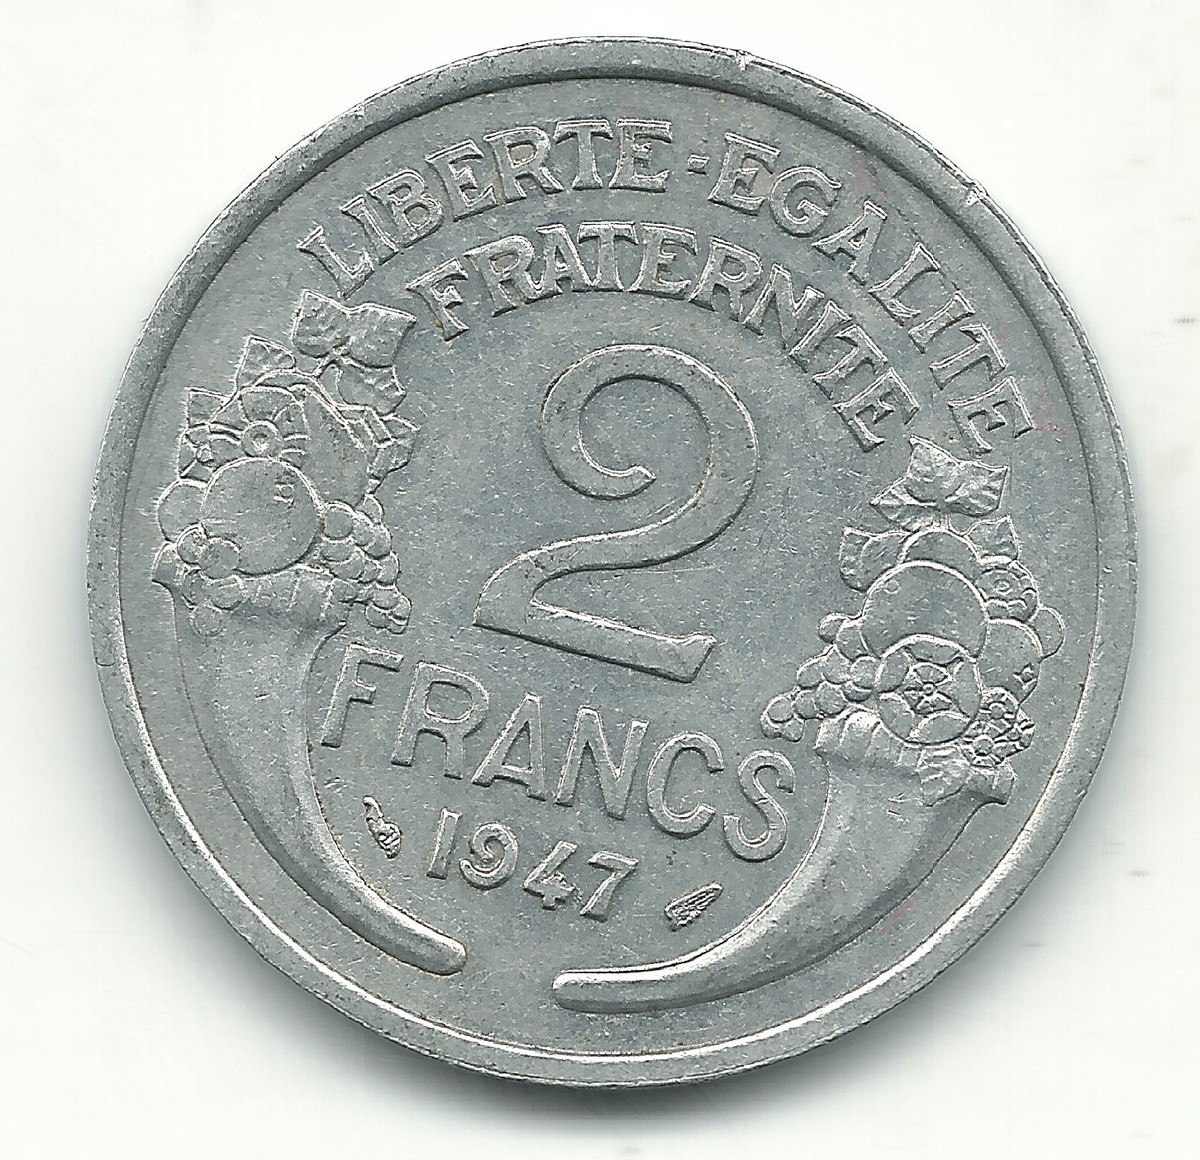 LIBERTE-EGALITE
FRATERNITE
2
FRANCS
1947